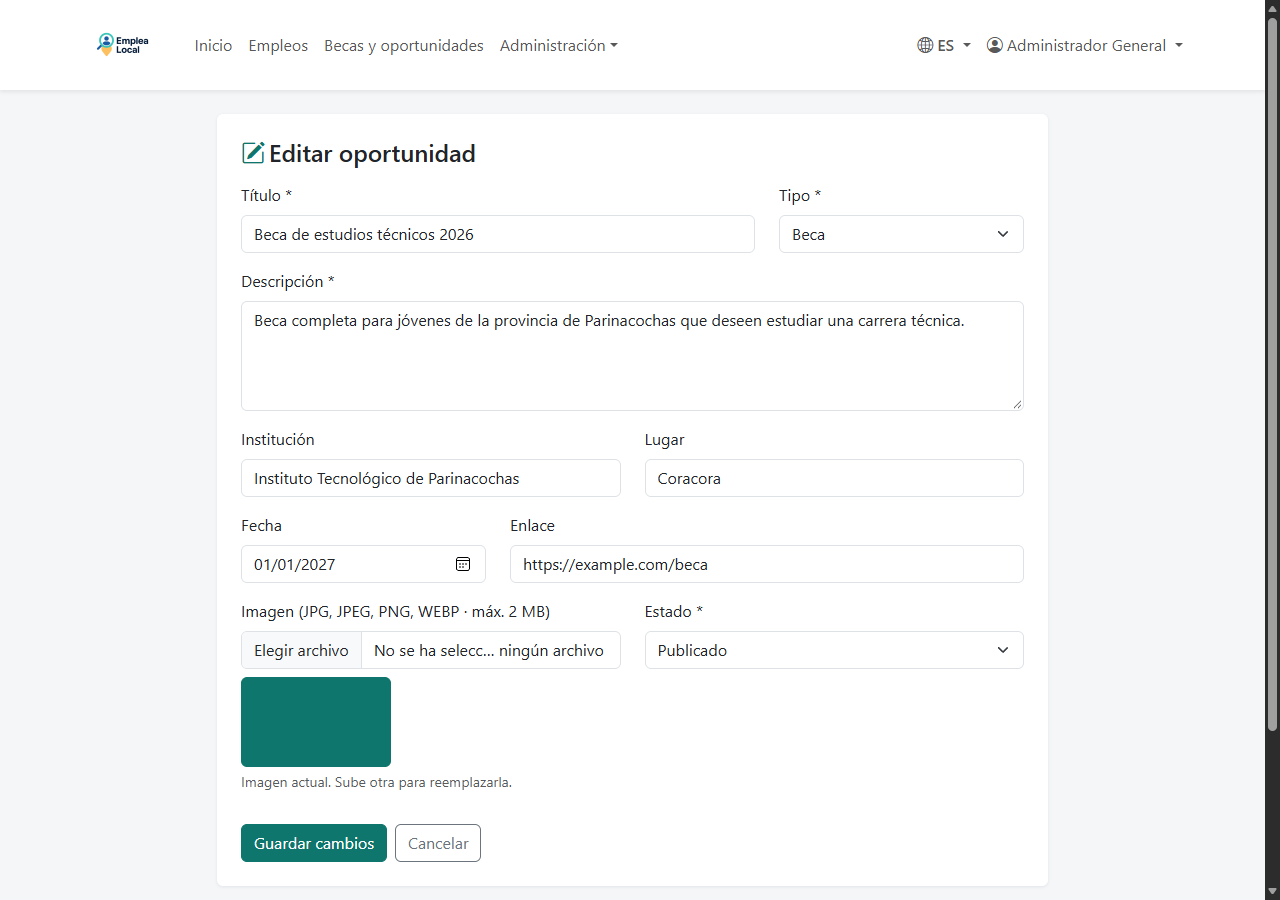 Emplea
Local
Inicio Empleos Becas y oportunidades Administración ES Administrador General
Editar oportunidad
Título * Tipo *
Beca de estudios técnicos 2026 Beca
Descripción *
Beca completa para jóvenes de la provincia de Parinacochas que deseen estudiar una carrera técnica.
Institución Lugar
Instituto Tecnológico de Parinacochas Coracora
Fecha Enlace
01/01/2027 https://example.com/beca
Imagen (JPG, JPEG, PNG, WEBP · máx. 2 MB) Estado *
Elegir archivo No se ha selecc... ningún archivo Publicado
Imagen actual. Sube otra para reemplazarla.
Guardar cambios Cancelar